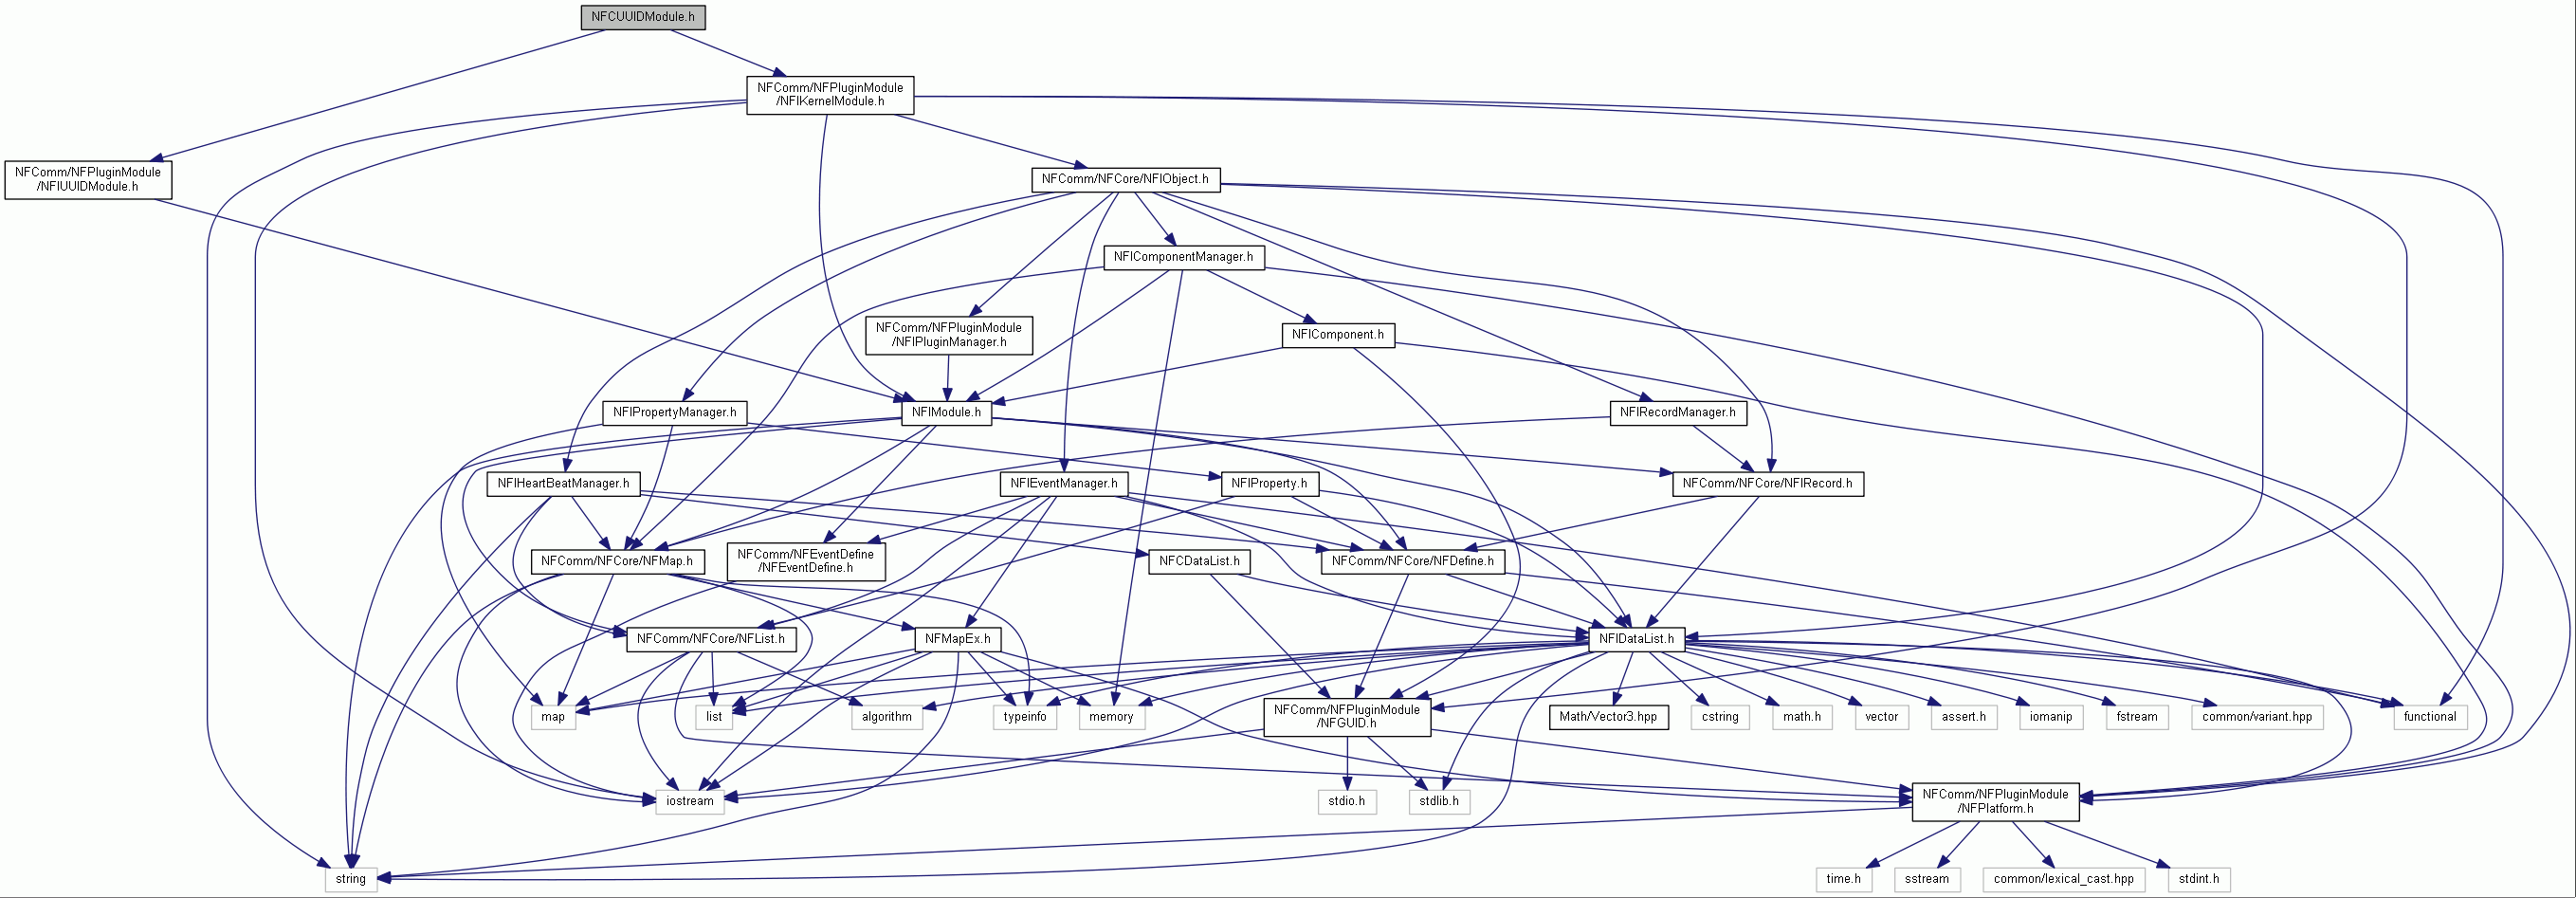 NFCUUIDModule.h
NFComm/NFPluginModule
/NFIKernelModule.h
NFComm/NFPluginModule
/NFIUUIDModule.h
NFComm/NFCore/NFIObject.h
NFIComponentManager.h
NFComm/NFPluginModule
/NFIPluginManager.h
NFIComponent.h
NFIPropertyManager.h
NFIModule.h
NFIRecordManager.h
NFIHeartBeatManager.h
NFIEventManager.h
NFIProperty.h
NFComm/NFCore/NFIRecord.h
NFComm/NFCore/NFMap.h
NFComm/NFEventDefine
/NFEventDefine.h
NFCDataList.h
NFComm/NFCore/NFDefine.h
NFComm/NFCore/NFList.h
NFMapEx.h
NFIDataList.h
map
list
algorithm
typeinfo
memory
NFComm/NFPluginModule
/NFGUID.h
Math/Vector3.hpp
cstring
math.h
vector
assert.h
iomanip
fstream
common/variant.hpp
functional
iostream
stdio.h
stdlib.h
NFComm/NFPluginModule
/NFPlatform.h
string
time.h
sstream
common/lexical_cast.hpp
stdint.h